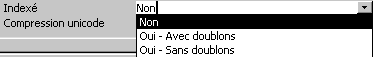 Indexé Non
Compression unicode Non
Oui - Avec doublons
Oui - Sans doublons